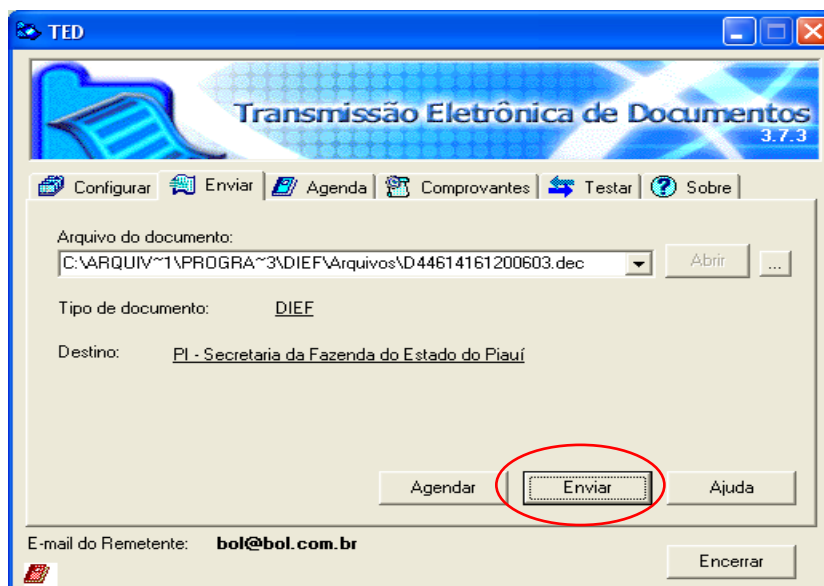 TED
Transmissão Eletrônica de Documentos
3.7.3
Configurar Enviar Agenda Comprovantes Testar Sobre
Arquivo do documento:
C:\ARQUIV~1\PROGRA~3\DIEF\Arquivos\D44614161200603.dec Abrir ...
Tipo de documento: DIEF
Destino: PI - Secretaria da Fazenda do Estado do Piauí
Agendar Enviar Ajuda
E-mail do Remetente: bol@bol.com.br
Encerrar